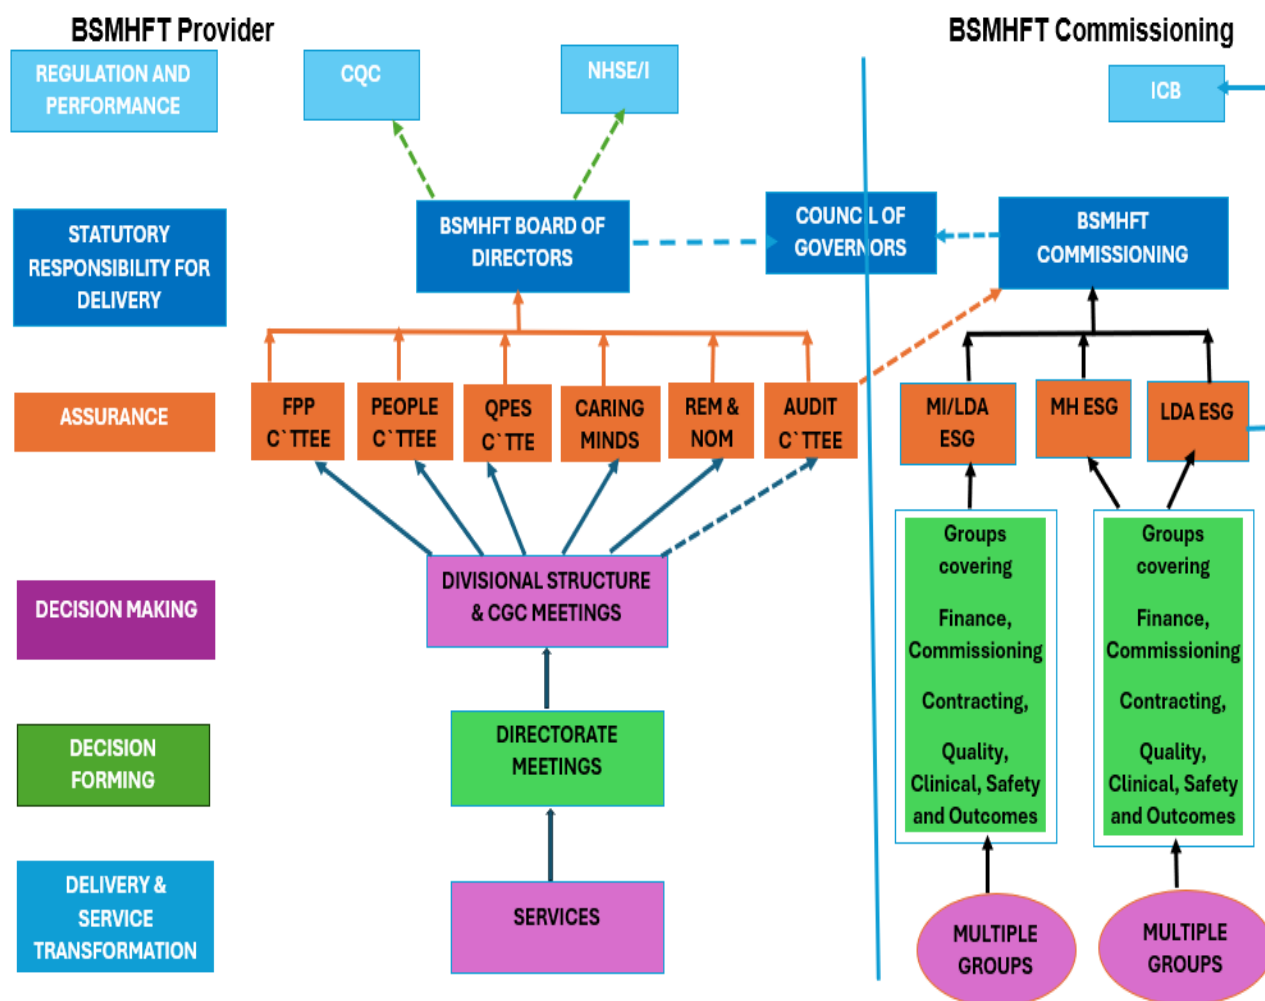 BSMHFT Provider
BSMHFT Commissioning
REGULATION AND
PERFORMANCE
CQC
NHSE/I
ICB
STATUTORY
RESPONSIBILITY FOR
DELIVERY
BSMHFT BOARD OF
DIRECTORS
COUNCIL OF
GOVERNORS
BSMHFT
COMMISSIONING
ASSURANCE
FPP
C`TTEE
PEOPLE
C`TTEE
QPES
C`TTE
CARING
MINDS
REM &
NOM
AUDIT
C`TTEE
MI/LDA
ESG
MH ESG
LDA ESG
DECISION MAKING
DIVISIONAL STRUCTURE
& CGC MEETINGS
Groups
covering
Finance,
Commissioning
Contracting,
Quality,
Clinical, Safety
and Outcomes
Groups
covering
Finance,
Commissioning
Contracting,
Quality,
Clinical, Safety
and Outcomes
DECISION
FORMING
DIRECTORATE
MEETINGS
DELIVERY &
SERVICE
TRANSFORMATION
SERVICES
MULTIPLE
GROUPS
MULTIPLE
GROUPS